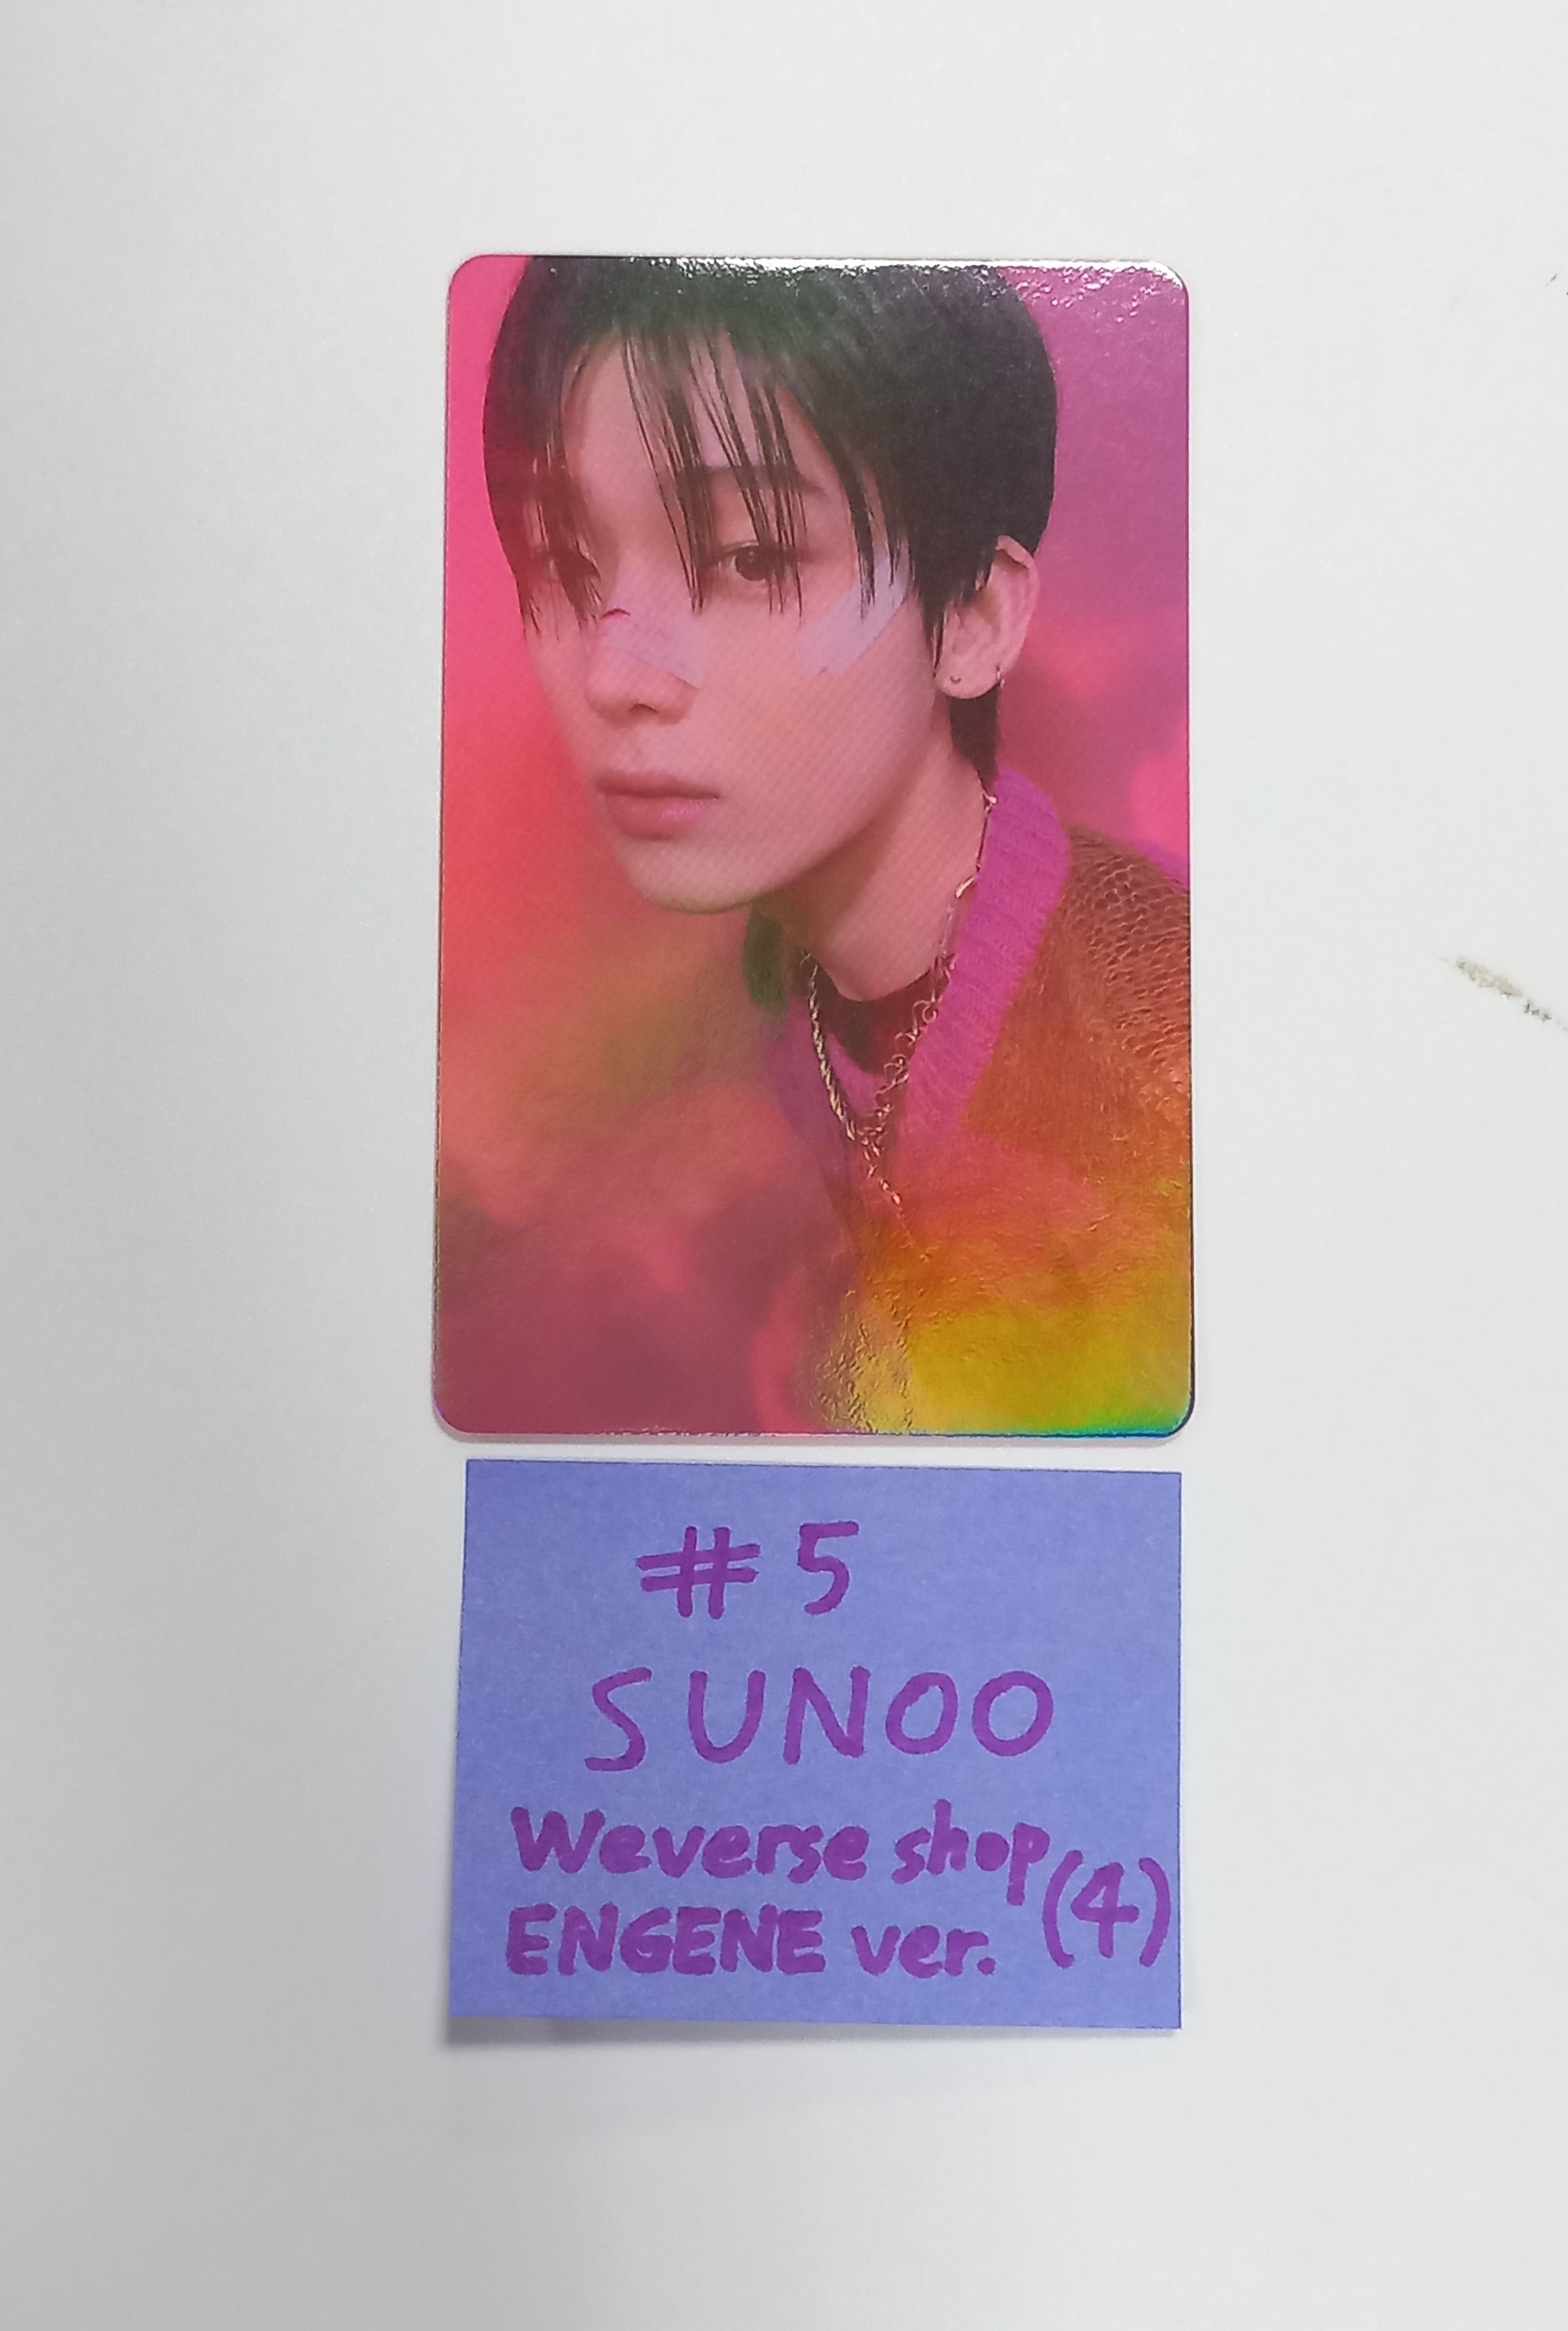 #5
SUNOO
Weverse shop
ENGENE ver. (4)